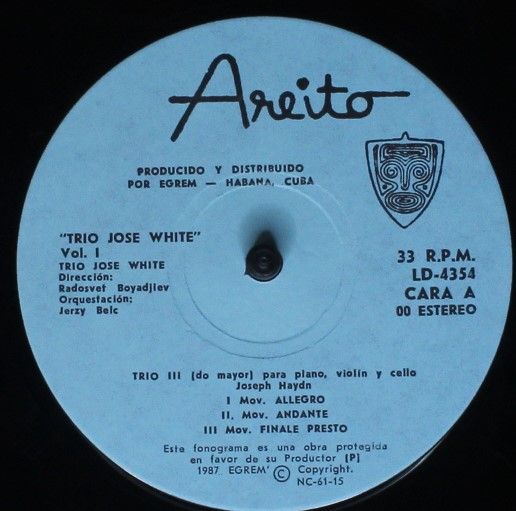 Areito
PRODUCIDO Y DISTRIBUIDO
POR EGREM — HABANA, CUBA
"TRIO JOSE WHITE"
Vol. I
TRIO JOSE WHITE
Dirección:
Radosvet Boyadjiev
Orquestación:
Jerzy Belc
33 R.P.M.
LD-4354
CARA A
00 ESTEREO
TRIO III (do mayor) para piano, violín y cello
Joseph Haydn
I Mov. ALLEGRO
II. Mov. ANDANTE
III Mov. FINALE PRESTO
Este fonograma es una obra protegida
en favor de su Productor (P)
1987 EGREM' © Copyright.
NC-61-15